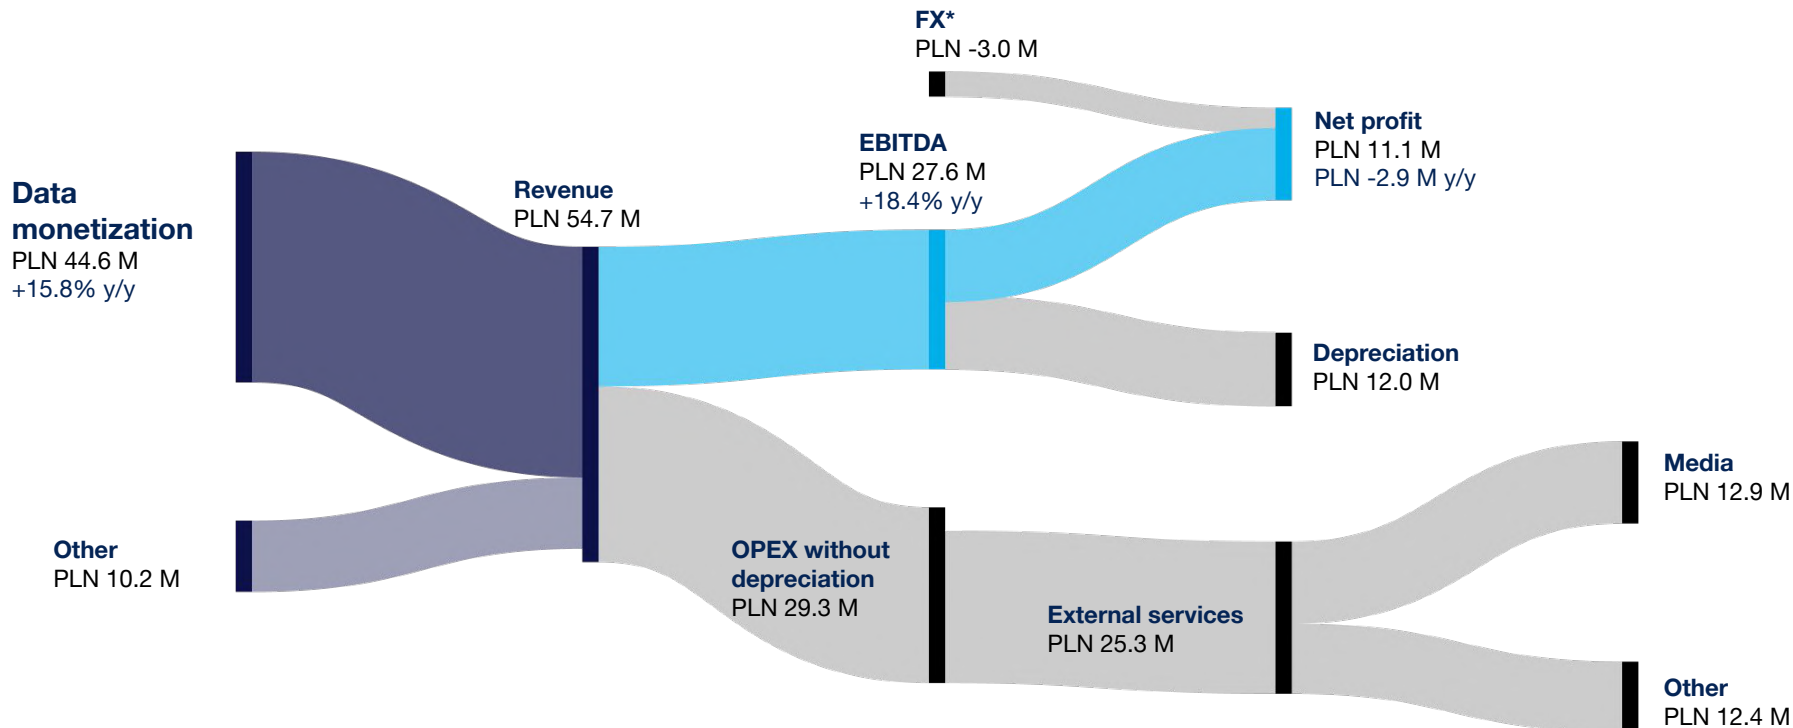 FX*
PLN -3.0 M
Net profit
PLN 11.1 M
PLN -2.9 M y/y
EBITDA
PLN 27.6 M
+18.4% y/y
Data
monetization
PLN 44.6 M
+15.8% y/y
Revenue
PLN 54.7 M
Depreciation
PLN 12.0 M
Media
PLN 12.9 M
Other
PLN 10.2 M
OPEX without
depreciation
PLN 29.3 M
External services
PLN 25.3 M
Other
PLN 12.4 M